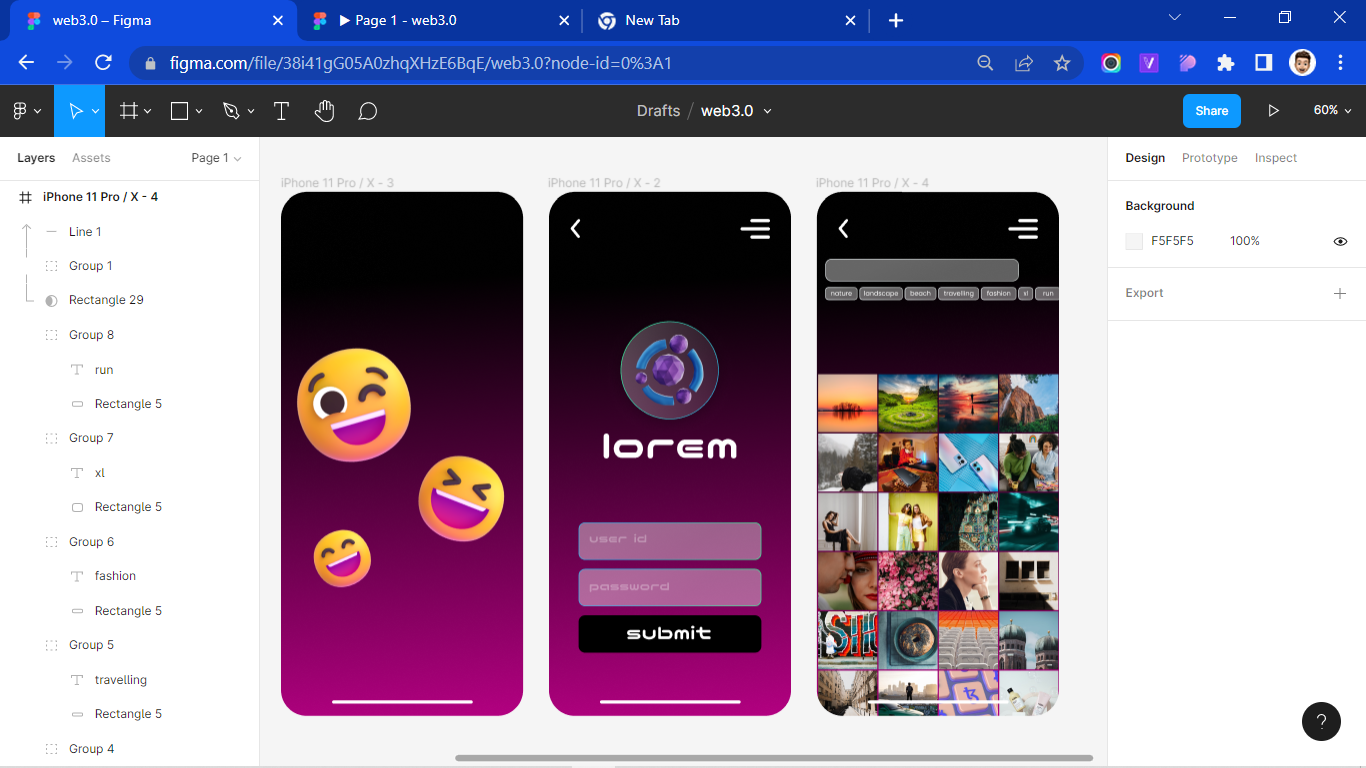 web3.0 – Figma
Page 1 - web3.0
New Tab
figma.com/file/38i41gG05A0zhqXHzE6BqE/web3.0?node-id=0%3A1
Drafts / web3.0
Share
60%
Layers
Assets
Page 1
iPhone 11 Pro / X - 4
Line 1
Group 1
Rectangle 29
Group 8
run
Rectangle 5
Group 7
xl
Rectangle 5
Group 6
fashion
Rectangle 5
Group 5
travelling
Rectangle 5
Group 4
iPhone 11 Pro / X - 3
iPhone 11 Pro / X - 2
lorem
user id
password
submit
iPhone 11 Pro / X - 4
nature landscape beach travelling fashion xl run
Design
Prototype
Inspect
Background
F5F5F5 100%
Export
?